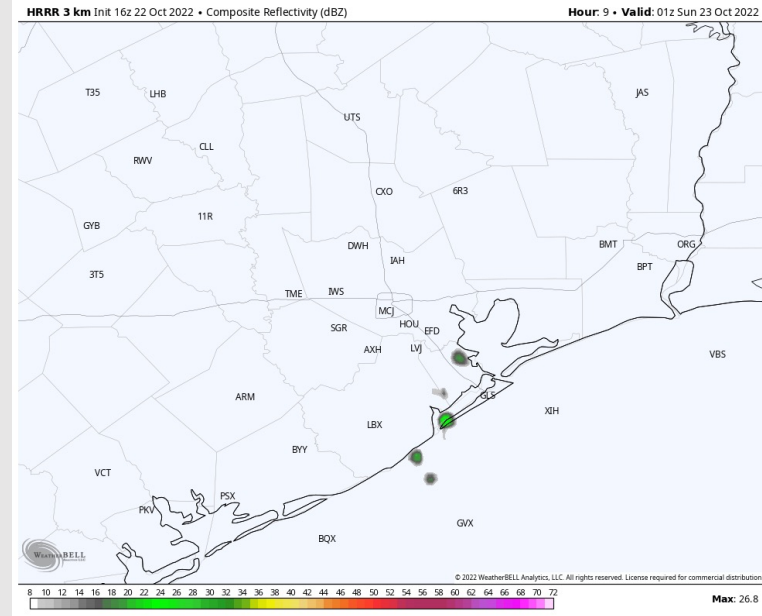 HRRR 3 km Init 16z 22 Oct 2022 • Composite Reflectivity (dBZ)
Hour: 9 • Valid: 01z Sun 23 Oct 2022
T35
LHB
JAS
UTS
CLL
RWV
CXO
6R3
11R
GYB
DWH
BMT
ORG
IAH
BPT
3T5
TME
IWS
MCJ
SGR
HOU
EFD
AXH
LVJ
VBS
ARM
GLS
XIH
LBX
BYY
VCT
PSX
PKV
GVX
BQX
WEATHERBELL
© 2022 WeatherBELL Analytics, LLC. All rights reserved. License required for commercial distribution
8 10 12 14 16 18 20 22 24 26 28 30 32 34 36 38 40 42 44 46 48 50 52 54 56 58 60 62 64 66 68 70 72
Max: 26.8